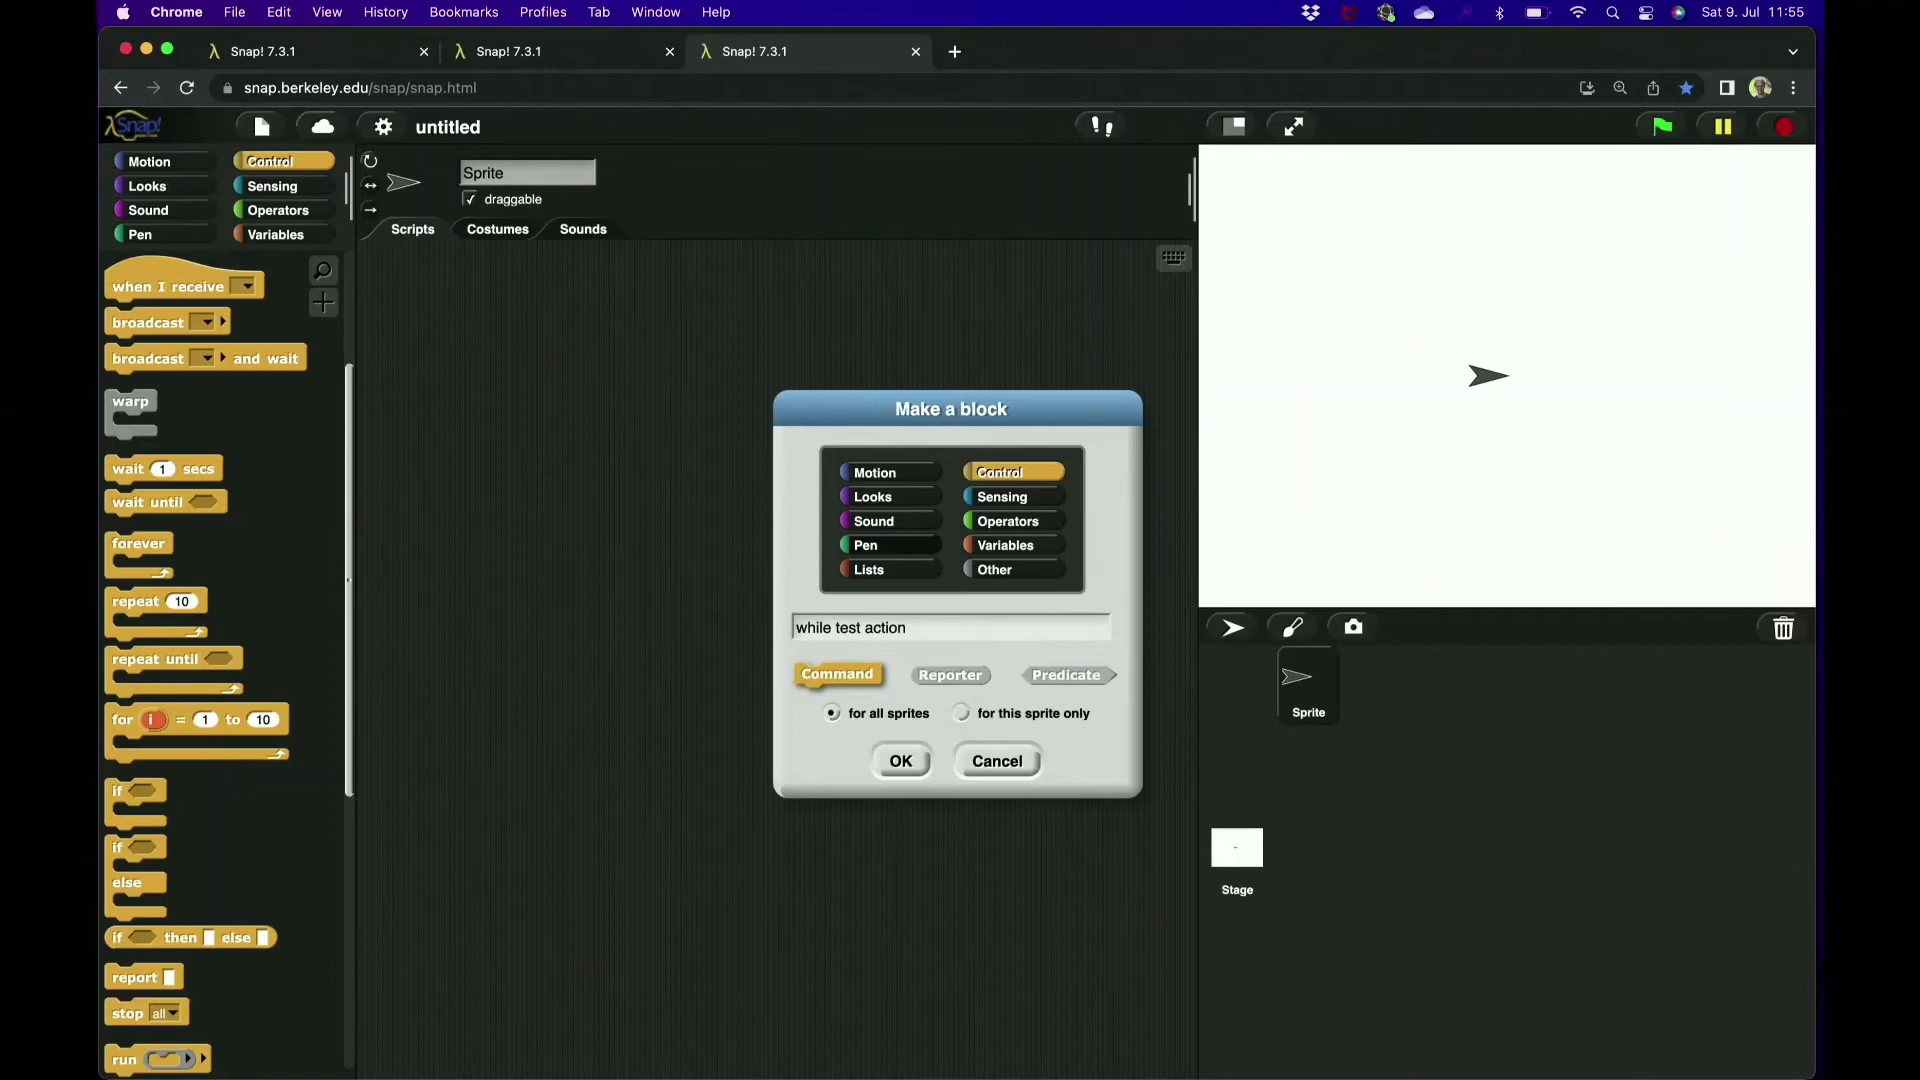 Chrome File Edit View History Bookmarks Profiles Tab Window Help Sat 9. Jul 11:55
Snap! 7.3.1 Snap! 7.3.1 Snap! 7.3.1
snap.berkeley.edu/snap/snap.html
Snap! untitled
Motion Control
Looks Sensing
Sound Operators
Pen Variables
Sprite
draggable
Scripts Costumes Sounds
when I receive
broadcast
broadcast and wait
warp
wait 1 secs
wait until
forever
repeat 10
repeat until
for i = 1 to 10
if
if
else
if then else
report
stop all
run
Make a block
Motion Control
Looks Sensing
Sound Operators
Pen Variables
Lists Other
while test action
Command Reporter Predicate
for all sprites for this sprite only
OK Cancel
Sprite
Stage